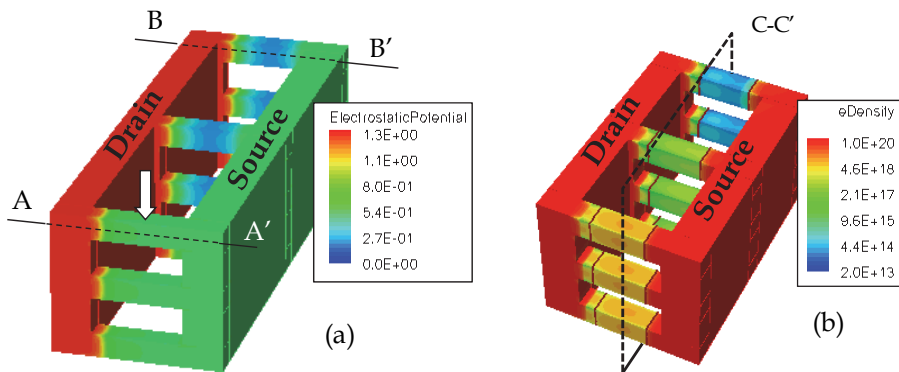 B
B′
Drain
Source
A
A′
ElectrostaticPotential
1.3E+00
1.1E+00
8.0E-01
5.4E-01
2.7E-01
0.0E+00
(a)
C-C′
Drain
Source
eDensity
1.0E+20
4.6E+18
2.1E+17
9.6E+15
4.4E+14
2.0E+13
(b)